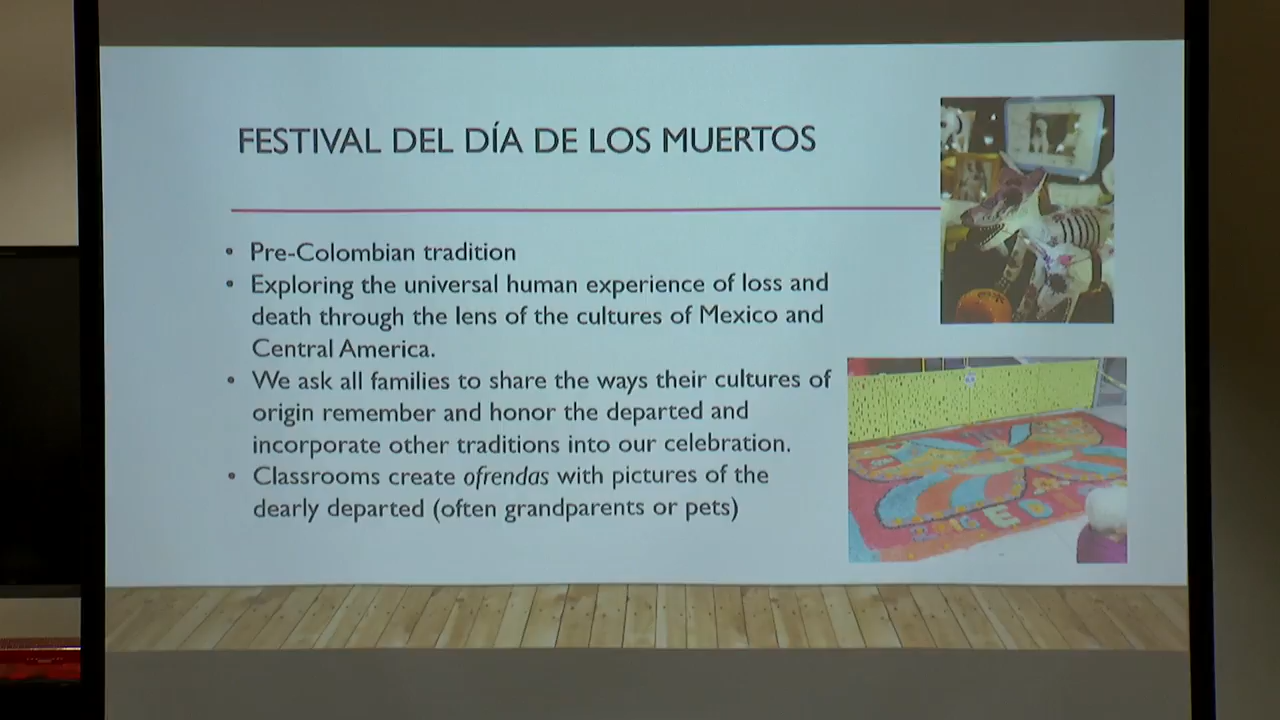 FESTIVAL DEL DÍA DE LOS MUERTOS
• Pre-Colombian tradition
• Exploring the universal human experience of loss and
death through the lens of the cultures of Mexico and
Central America.
• We ask all families to share the ways their cultures of
origin remember and honor the departed and
incorporate other traditions into our celebration.
• Classrooms create ofrendas with pictures of the
dearly departed (often grandparents or pets)